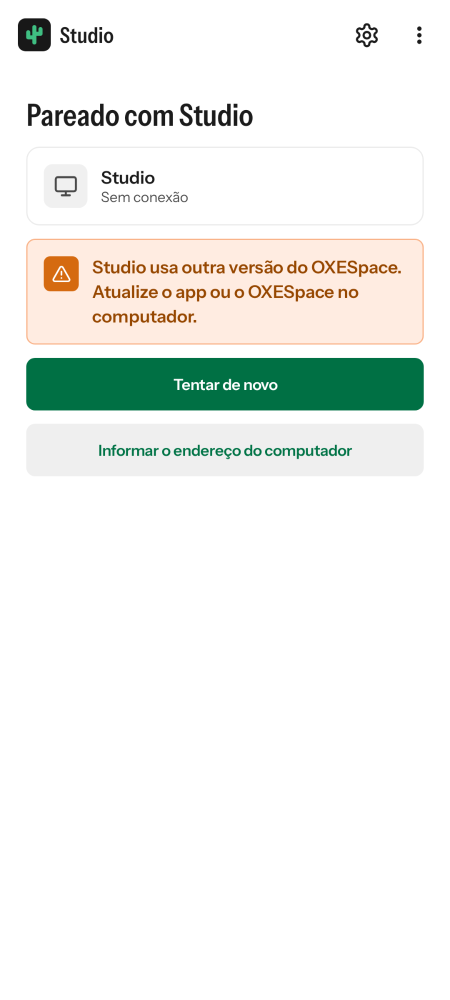 Studio
Pareado com Studio
Studio
Sem conexão
Studio usa outra versão do OXESpace.
Atualize o app ou o OXESpace no
computador.
Tentar de novo
Informar o endereço do computador